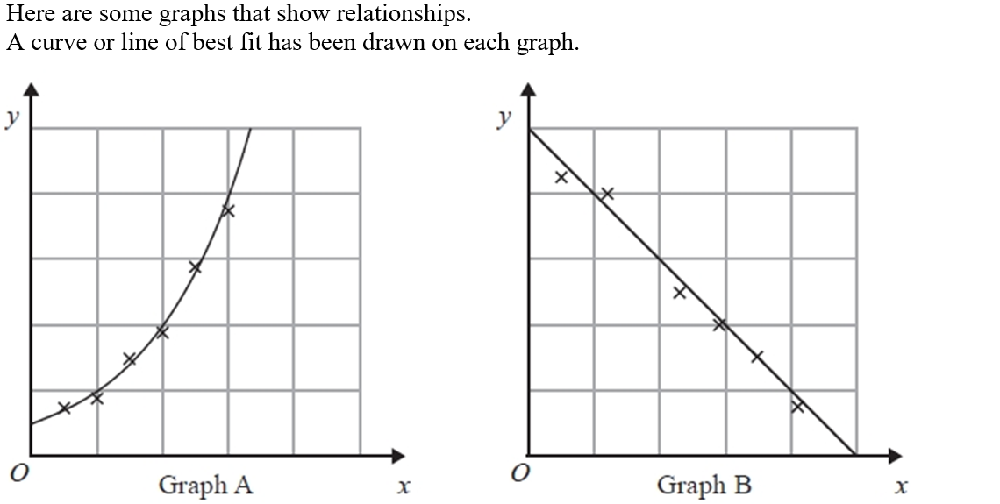 Here are some graphs that show relationships.
A curve or line of best fit has been drawn on each graph.
y
O
Graph A
x
y
O
Graph B
x